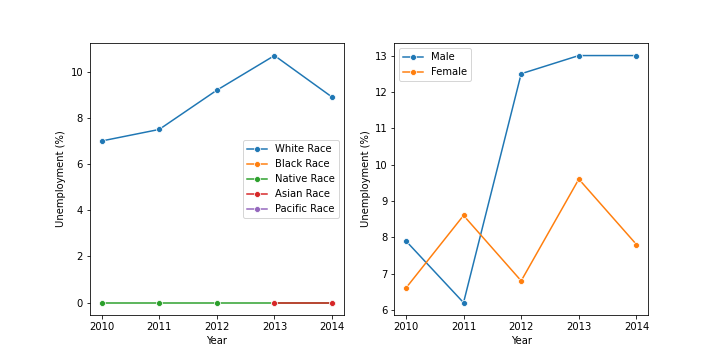 Unemployment (%)
10
8
6
4
2
0
2010 2011 2012 2013 2014
Year
White Race
Black Race
Native Race
Asian Race
Pacific Race
Unemployment (%)
13
12
11
10
9
8
7
6
2010 2011 2012 2013 2014
Year
Male
Female